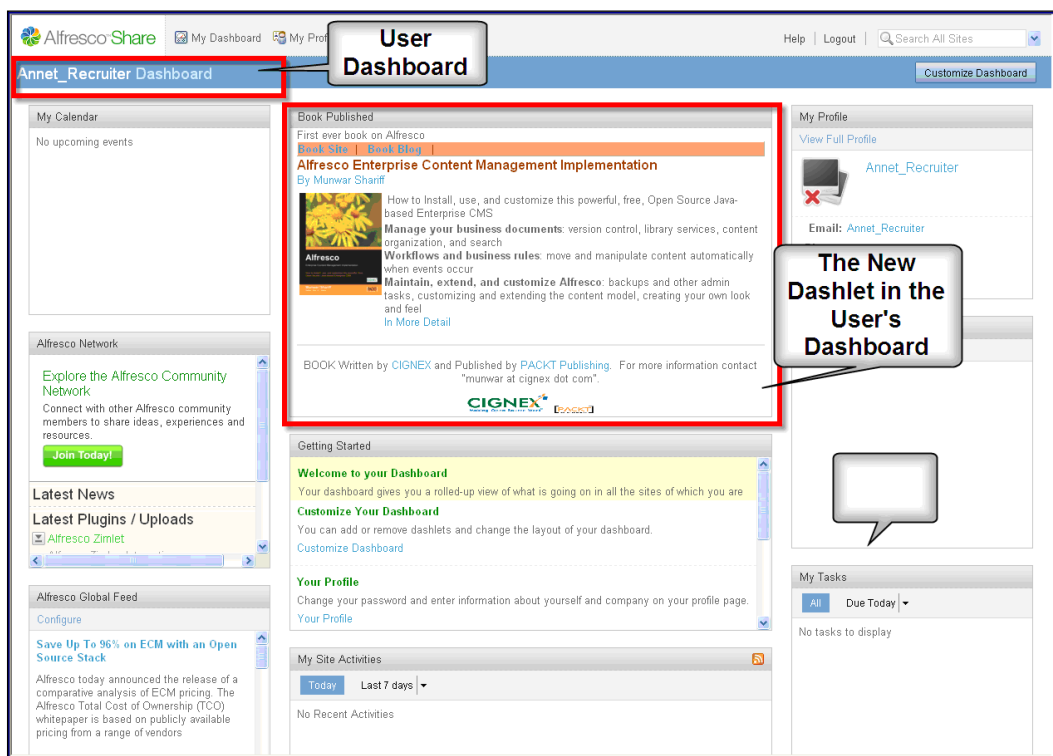 Alfresco Share
My Dashboard
My Prof
Help | Logout |
Search All Sites
User
Dashboard
Annet_Recruiter Dashboard
Customize Dashboard
My Calendar
No upcoming events
Book Published
First ever book on Alfresco
Book Site | Book Blog |
Alfresco Enterprise Content Management Implementation
By Munwar Shariff
Alfresco
How to Install, use, and customize this powerful, free, Open Source Java-
based Enterprise CMS
Manage your business documents: version control, library services, content
organization, and search
Workflows and business rules: move and manipulate content automatically
when events occur
Maintain, extend, and customize Alfresco: backups and other admin
tasks, customizing and extending the content model, creating your own look
and feel
In More Detail
BOOK Written by CIGNEX and Published by PACKT Publishing. For more information contact
"munwar at cignex dot com".
CIGNEX
[PACKT]
My Profile
View Full Profile
Annet_Recruiter
Email: Annet_Recruiter
The New
Dashlet in the
User's
Dashboard
Alfresco Network
Explore the Alfresco Community
Network
Connect with other Alfresco community
members to share ideas, experiences and
resources.
Join Today!
Latest News
Latest Plugins / Uploads
Alfresco Zimlet
Getting Started
Welcome to your Dashboard
Your dashboard gives you a rolled-up view of what is going on in all the sites of which you are
Customize Your Dashboard
You can add or remove dashlets and change the layout of your dashboard.
Customize Dashboard
Your Profile
Change your password and enter information about yourself and company on your profile page.
Your Profile
Alfresco Global Feed
Configure
Save Up To 96% on ECM with an Open
Source Stack
Alfresco today announced the release of a
comparative analysis of ECM pricing. The
Alfresco Total Cost of Ownership (TCO)
whitepaper is based on publicly available
pricing from a range of vendors
My Site Activities
Today
Last 7 days
No Recent Activities
My Tasks
All
Due Today
No tasks to display